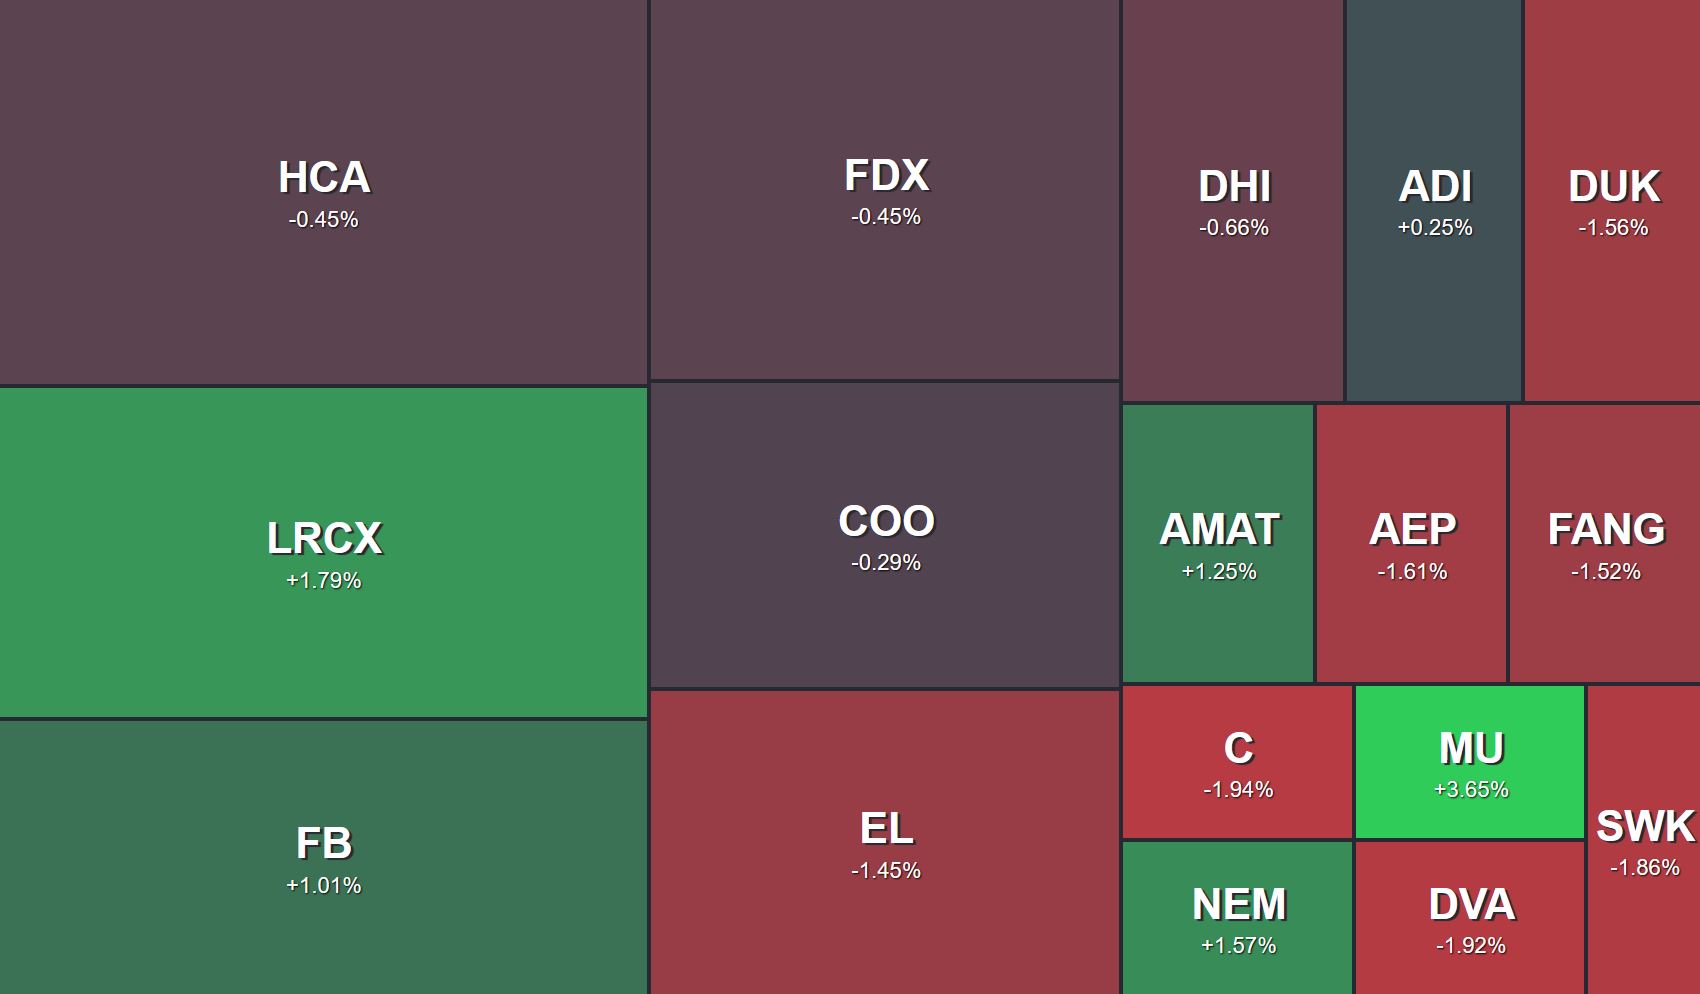 HCA
-0.45%
LRCX
+1.79%
FB
+1.01%
FDX
-0.45%
COO
-0.29%
EL
-1.45%
DHI
-0.66%
ADI
+0.25%
DUK
-1.56%
AMAT
+1.25%
AEP
-1.61%
FANG
-1.52%
C
-1.94%
MU
+3.65%
NEM
+1.57%
DVA
-1.92%
SWK
-1.86%